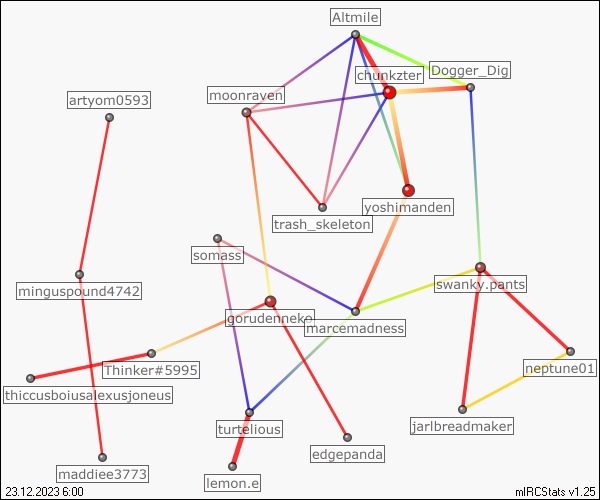 Altmile
chunkzter
Dogger_Dig
moonraven
artyom0593
yoshimanden
trash_skeleton
somass
swanky.pants
minguspound4742
gorudenneko
marcemadness
Thinker#5995
neptune01
thiccusboiusalexusjoneus
turtelious
jarlbreadmaker
edgepanda
maddiee3773
lemon.e
23.12.2023 6:00
mIRCStats v1.25